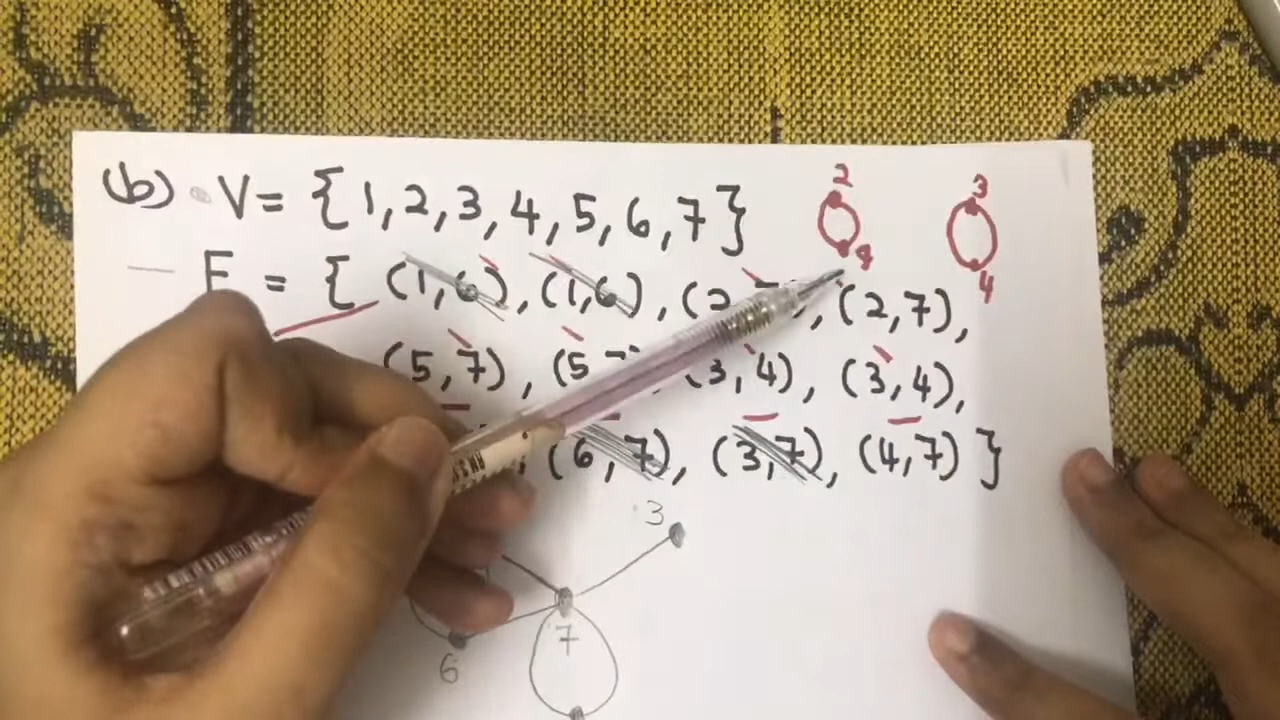 (b) V = {1,2,3,4,5,6,7}
2
3
4
4
E = { (1,6), (1,6), (2, (2,7),
(5,7), (5, (3,4), (3,4),
(6,7), (3,7), (4,7) }
3
7
6